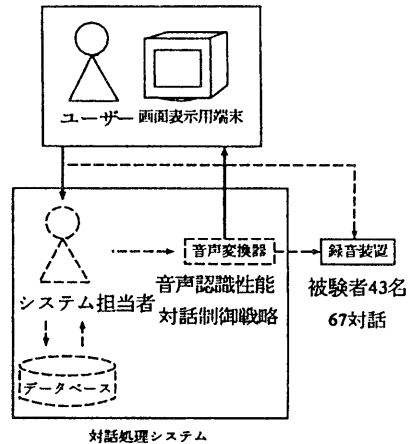 ユーザー 画面表示用端末
音声変換器 録音装置
音声認識性能 被験者43名
システム担当者 対話制御戦略
67対話
データベース
対話処理システム